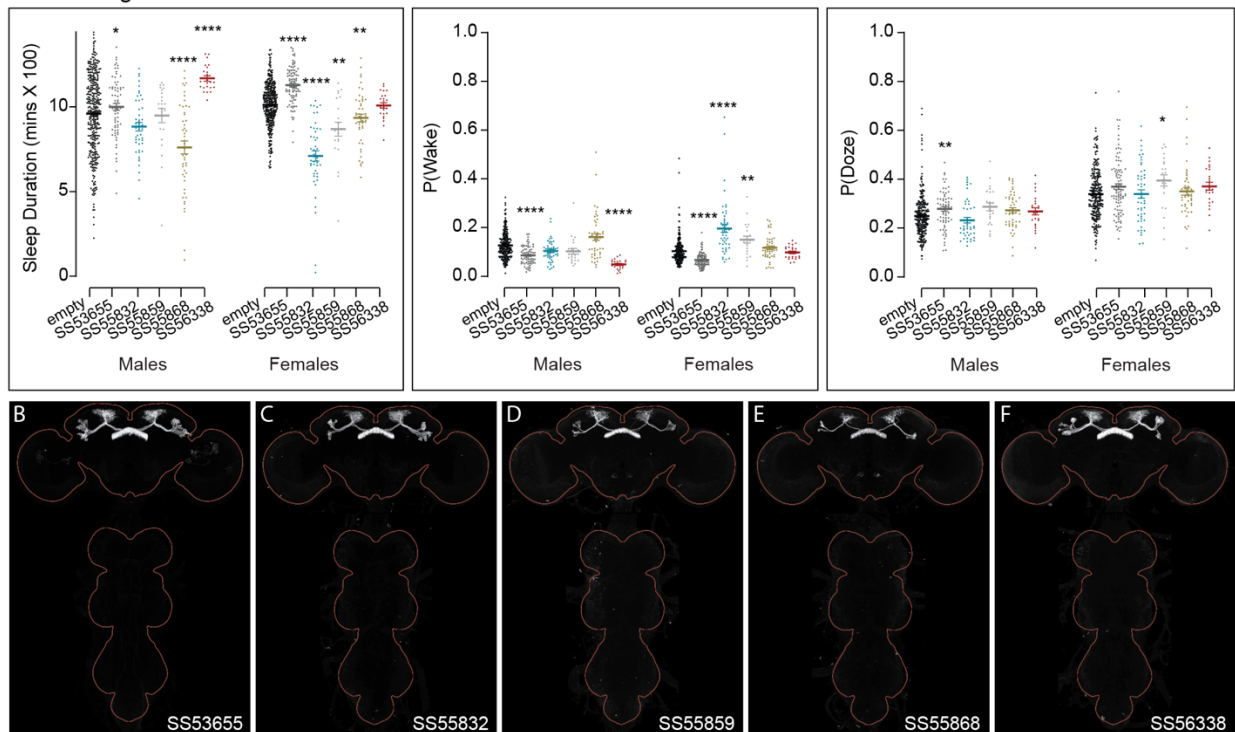 * **** **** **** **** ** **
Sleep Duration (mins X 100)
10
5
0
empty SS53655 SS55832 SS55859 SS55868 SS56338
empty SS53655 SS55832 SS55859 SS55868 SS56338
Males Females
1.0
0.8
0.6
0.4
0.2
0.0
P(Wake)
**** **** **** **** **
empty SS53655 SS55832 SS55859 SS55868 SS56338
empty SS53655 SS55832 SS55859 SS55868 SS56338
Males Females
1.0
0.8
0.6
0.4
0.2
0.0
P(Doze)
** *
empty SS53655 SS55832 SS55859 SS55868 SS56338
empty SS53655 SS55832 SS55859 SS55868 SS56338
Males Females
B
SS53655
C
SS55832
D
SS55859
E
SS55868
F
SS56338